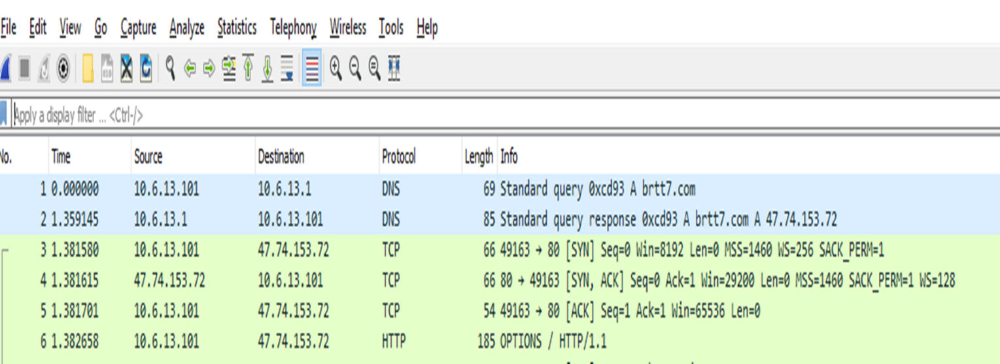 File Edit View Go Capture Analyze Statistics Telephony Wireless Tools Help
Apply a display filter ... <Ctrl-/>
No. Time Source Destination Protocol Length Info
1 0.000000 10.6.13.101 10.6.13.1 DNS 69 Standard query 0xcd93 A brtt7.com
2 1.359145 10.6.13.1 10.6.13.101 DNS 85 Standard query response 0xcd93 A brtt7.com A 47.74.153.72
3 1.381580 10.6.13.101 47.74.153.72 TCP 66 49163 → 80 [SYN] Seq=0 Win=8192 Len=0 MSS=1460 WS=256 SACK_PERM=1
4 1.381615 47.74.153.72 10.6.13.101 TCP 66 80 → 49163 [SYN, ACK] Seq=0 Ack=1 Win=29200 Len=0 MSS=1460 SACK_PERM=1 WS=128
5 1.381701 10.6.13.101 47.74.153.72 TCP 54 49163 → 80 [ACK] Seq=1 Ack=1 Win=65536 Len=0
6 1.382658 10.6.13.101 47.74.153.72 HTTP 185 OPTIONS / HTTP/1.1